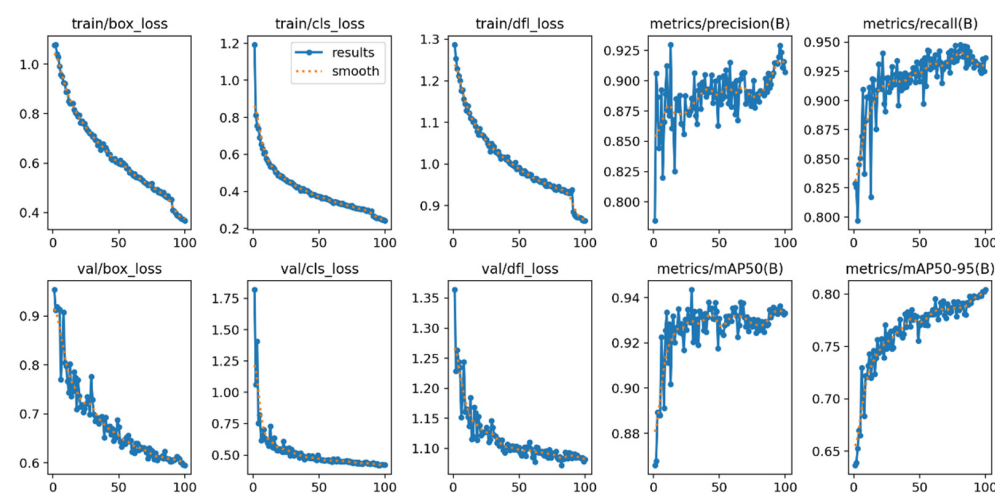 train/box_loss
train/cls_loss
train/dfl_loss
metrics/precision(B)
metrics/recall(B)
results
smooth
1.0
0.8
0.6
0.4
0 50 100
1.2
1.0
0.8
0.6
0.4
0.2
0 50 100
1.3
1.2
1.1
1.0
0.9
0 50 100
0.925
0.900
0.875
0.850
0.825
0.800
0 50 100
0.950
0.925
0.900
0.875
0.850
0.825
0.800
0 50 100
val/box_loss
val/cls_loss
val/dfl_loss
metrics/mAP50(B)
metrics/mAP50-95(B)
0.9
0.8
0.7
0.6
0 50 100
1.75
1.50
1.25
1.00
0.75
0.50
0 50 100
1.35
1.30
1.25
1.20
1.15
1.10
0 50 100
0.94
0.92
0.90
0.88
0 50 100
0.80
0.75
0.70
0.65
0 50 100